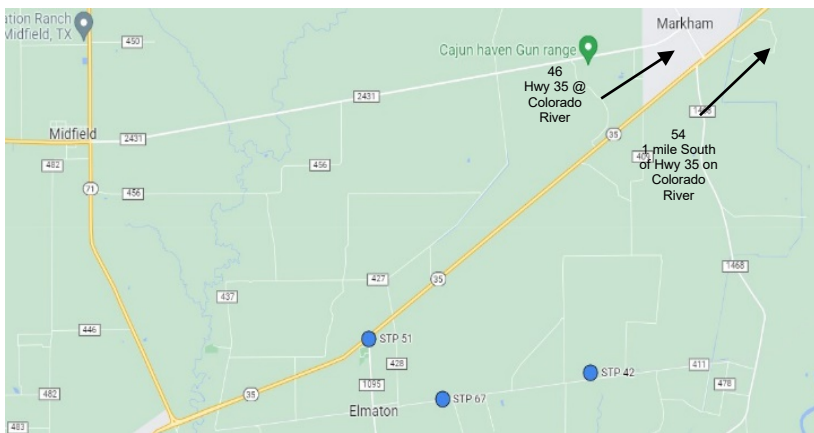 ation Ranch
Midfield, TX
450
Markham
Cajun haven Gun range
46
Hwy 35 @
Colorado
River
2431
54
1 mile South
of Hwy 35 on
Colorado
River
1468
35
Midfield
2431
482
456
71
456
427
35
1468
437
446
STP 51
428
411
STP 42
478
1095
482
35
STP 67
Elmaton
483